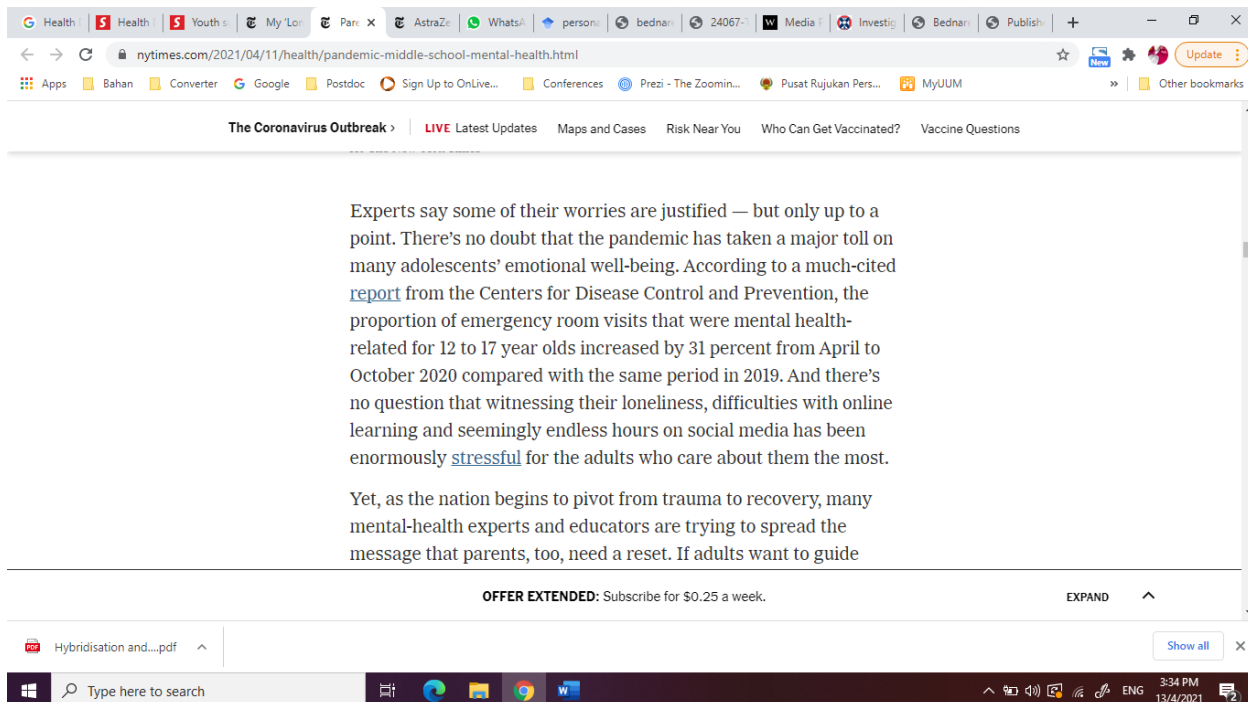 Health
Health
Youth s
My 'Lor
Pare
AstraZe
WhatsA
persona
bednar
24067-
Media
Investig
Bednar
Publish
nytimes.com/2021/04/11/health/pandemic-middle-school-mental-health.html
New
Update
Apps
Bahan
Converter
Google
Postdoc
Sign Up to OnLive...
Conferences
Prezi - The Zoomin...
Pusat Rujukan Pers...
MyUUM
»
Other bookmarks
The Coronavirus Outbreak ›
LIVE Latest Updates
Maps and Cases
Risk Near You
Who Can Get Vaccinated?
Vaccine Questions
Experts say some of their worries are justified — but only up to a
point. There's no doubt that the pandemic has taken a major toll on
many adolescents' emotional well-being. According to a much-cited
report from the Centers for Disease Control and Prevention, the
proportion of emergency room visits that were mental health-
related for 12 to 17 year olds increased by 31 percent from April to
October 2020 compared with the same period in 2019. And there's
no question that witnessing their loneliness, difficulties with online
learning and seemingly endless hours on social media has been
enormously stressful for the adults who care about them the most.
Yet, as the nation begins to pivot from trauma to recovery, many
mental-health experts and educators are trying to spread the
message that parents, too, need a reset. If adults want to guide
OFFER EXTENDED: Subscribe for $0.25 a week.
EXPAND
PDF
Hybridisation and....pdf
Show all
Type here to search
ENG
3:34 PM
13/4/2021
2